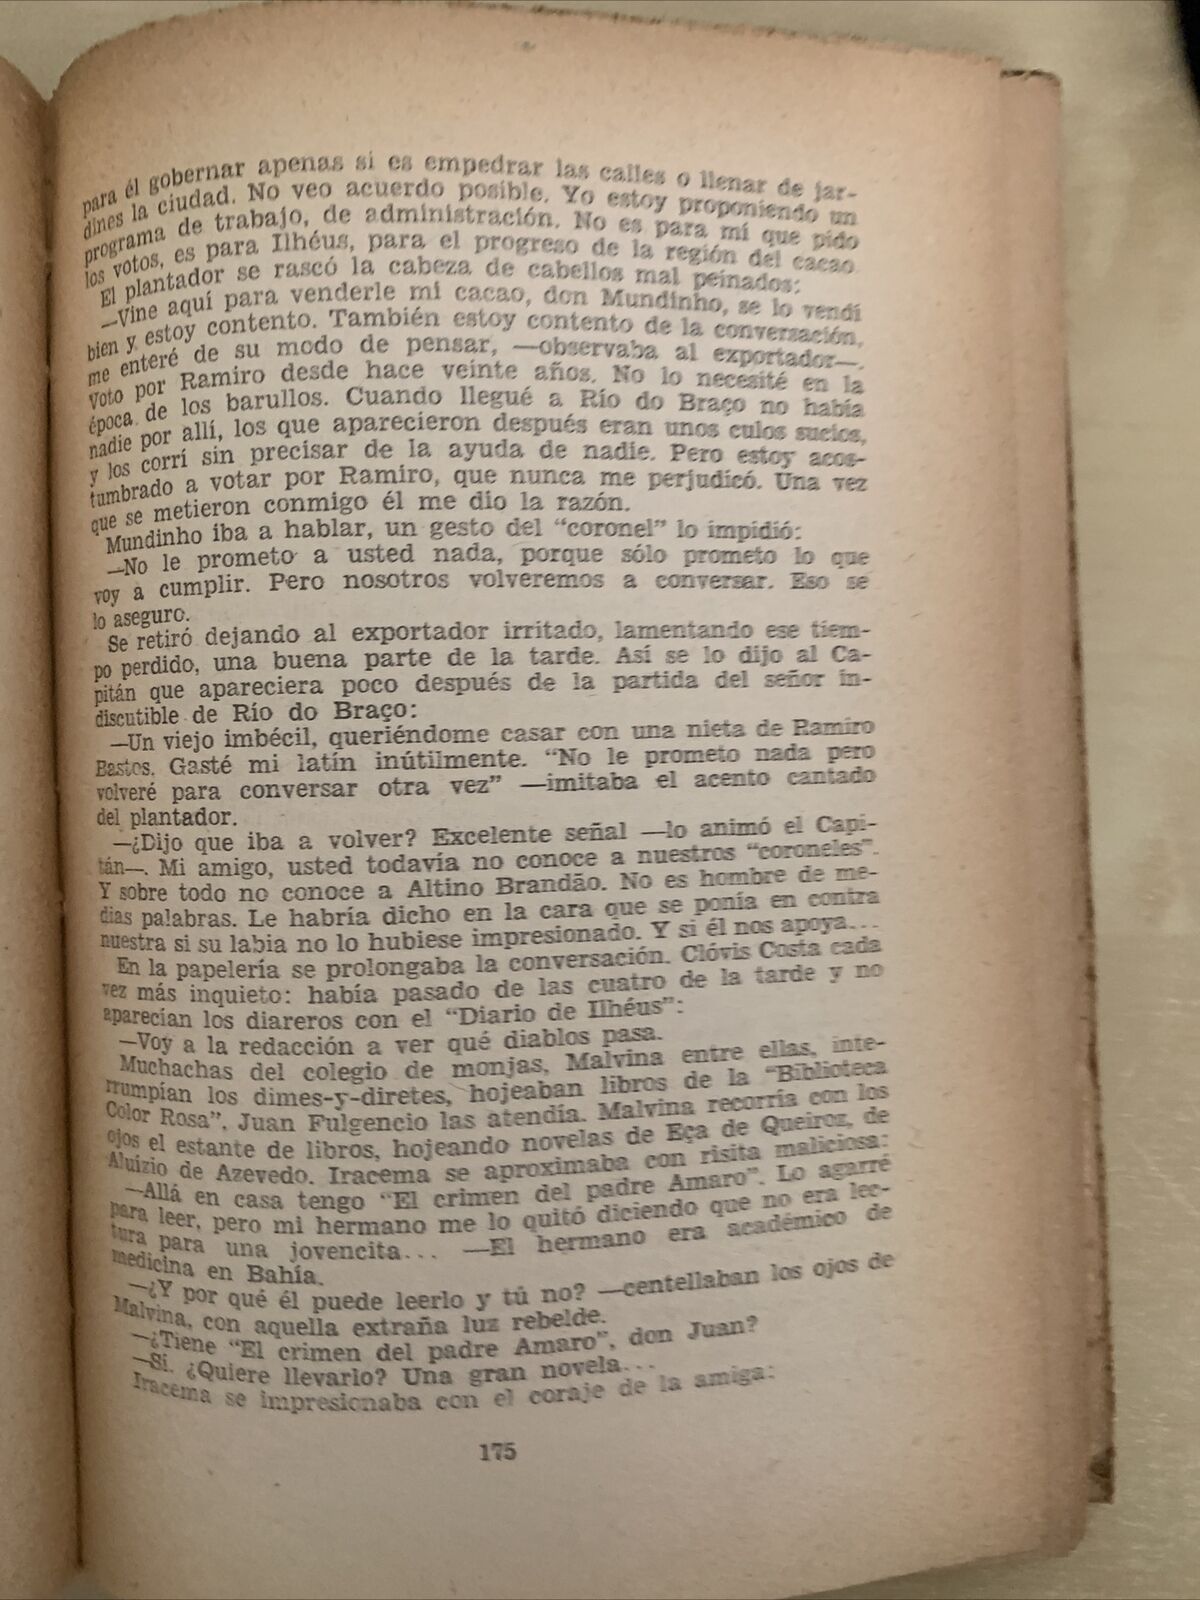 para él gobernar apenas si es empedrar las calles o llenar de jar-
dines la ciudad. No veo acuerdo posible. Yo estoy proponiendo un
programa de trabajo, de administración. No es para mí que pido
los votos, es para Ilhéus, para el progreso de la región del cacao.
El plantador se rascó la cabeza de cabellos mal peinados:
—Vine aquí para venderle mi cacao, don Mundinho, se lo vendí
bien y estoy contento. También estoy contento de la conversación,
me enteré de su modo de pensar, —observaba al exportador—.
Voto por Ramiro desde hace veinte años. No lo necesité en la
época de los barullos. Cuando llegué a Río do Braço no había
nadie por allí, los que aparecieron después eran unos culos sucios,
y los corrí sin precisar de la ayuda de nadie. Pero estoy acos-
tumbrado a votar por Ramiro, que nunca me perjudicó. Una vez
que se metieron conmigo él me dio la razón.
Mundinho iba a hablar, un gesto del "coronel" lo impidió:
—No le prometo a usted nada, porque sólo prometo lo que
voy a cumplir. Pero nosotros volveremos a conversar. Eso se
lo aseguro.
Se retiró dejando al exportador irritado, lamentando ese tiem-
po perdido, una buena parte de la tarde. Así se lo dijo al Ca-
pitán que apareciera poco después de la partida del señor in-
discutible de Río do Braço:
—Un viejo imbécil, queriéndome casar con una nieta de Ramiro
Bastos. Gasté mi latín inútilmente. "No le prometo nada pero
volveré para conversar otra vez" —imitaba el acento cantado
del plantador.
—¿Dijo que iba a volver? Excelente señal —lo animó el Capi-
tán—. Mi amigo, usted todavía no conoce a nuestros "coroneles".
Y sobre todo no conoce a Altino Brandão. No es hombre de me-
dias palabras. Le habría dicho en la cara que se ponía en contra
nuestra si su labia no lo hubiese impresionado. Y si él nos apoya...
En la papelería se prolongaba la conversación. Clóvis Costa cada
vez más inquieto: había pasado de las cuatro de la tarde y no
aparecían los diareros con el "Diario de Ilhéus":
—Voy a la redacción a ver qué diablos pasa.
Muchachas del colegio de monjas, Malvina entre ellas, inte-
rrumpían los dimes-y-diretes, hojeaban libros de la "Biblioteca
Color Rosa", Juan Fulgencio las atendía. Malvina recorría con los
ojos el estante de libros, hojeando novelas de Eça de Queiroz, de
Aluízio de Azevedo. Iracema se aproximaba con risita maliciosa:
—Allá en casa tengo "El crimen del padre Amaro". Lo agarré
para leer, pero mi hermano me lo quitó diciendo que no era lec-
tura para una jovencita... —El hermano era académico de
medicina en Bahía.
—¿Y por qué él puede leerlo y tú no? —centellaban los ojos de
Malvina, con aquella extraña luz rebelde.
—¿Tiene "El crimen del padre Amaro", don Juan?
—Sí. ¿Quiere llevarlo? Una gran novela...
Iracema se impresionaba con el coraje de la amiga:
175